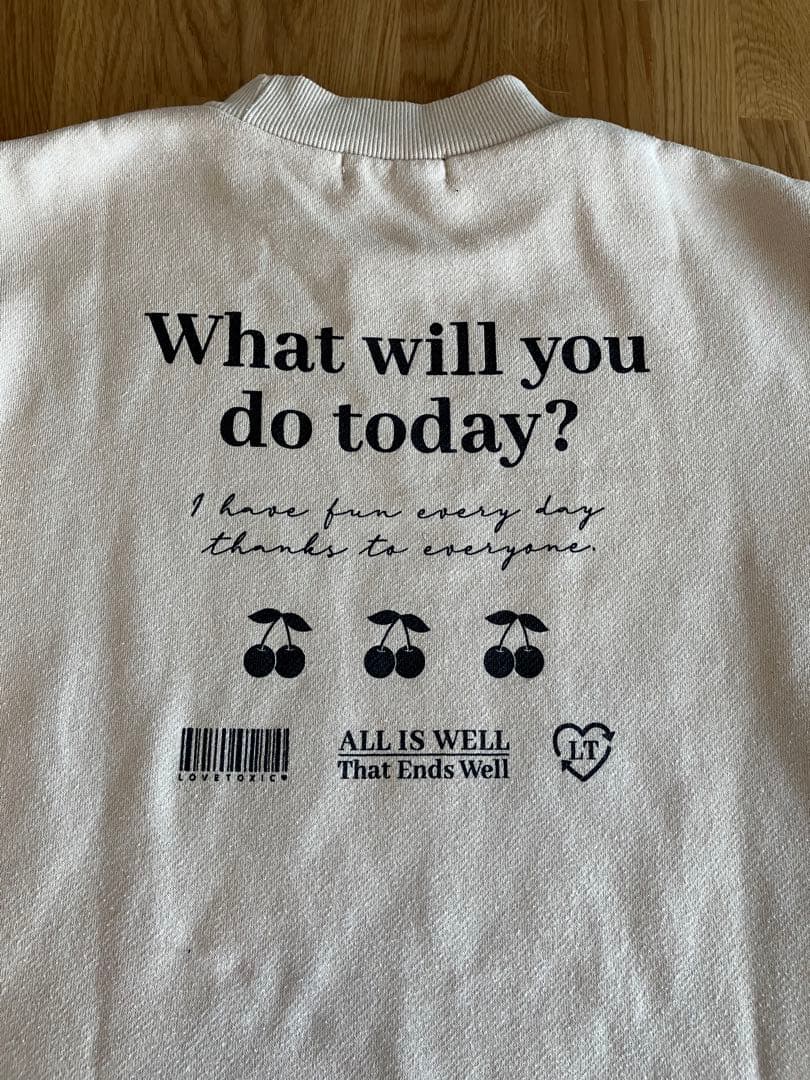 What will you
do today?
I have fun every day
thanks to everyone.
LOVETOXIC
ALL IS WELL
That Ends Well
LT